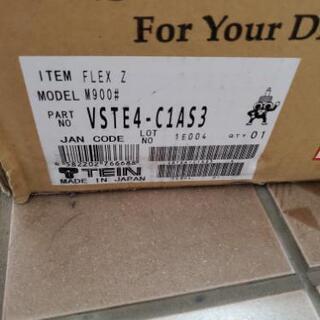 For Your D
ITEM FLEX Z
MODEL M900#
PART NO VSTE4-C1AS3
JAN CODE LOT NO 1E004 QTY 01
TEIN
MADE IN JAPAN